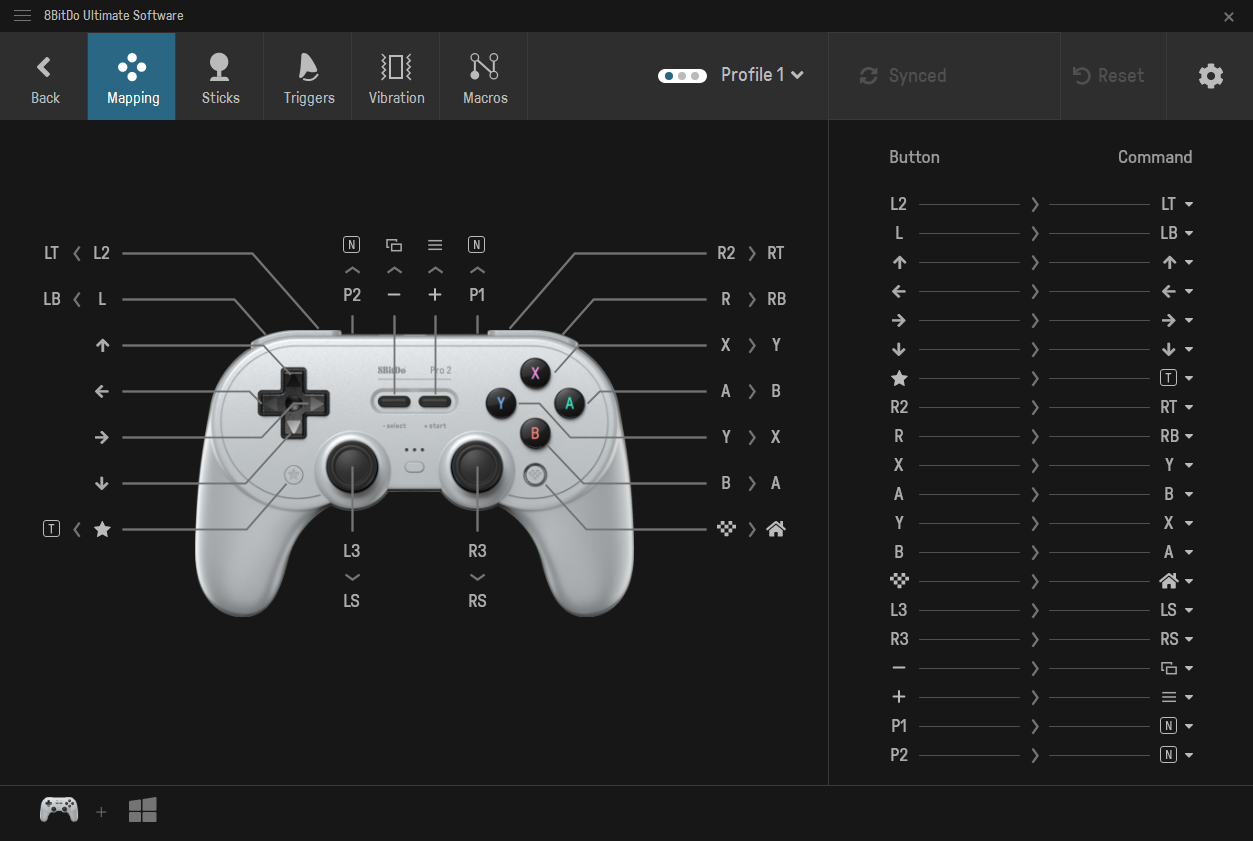 8BitDo Ultimate Software
Back
Mapping
Sticks
Triggers
Vibration
Macros
Profile 1
Synced
Reset
LT L2
LB L
T
N
P2
−
+
N
P1
R2 RT
R RB
X Y
A B
Y X
B A
8BitDo Pro 2
- select + start
X
Y
A
B
L3
LS
R3
RS
Button Command
L2 LT
L LB
↑ ↑
← ←
→ →
↓ ↓
★ T
R2 RT
R RB
X Y
A B
Y X
B A
L3 LS
R3 RS
−
+
P1 N
P2 N
+